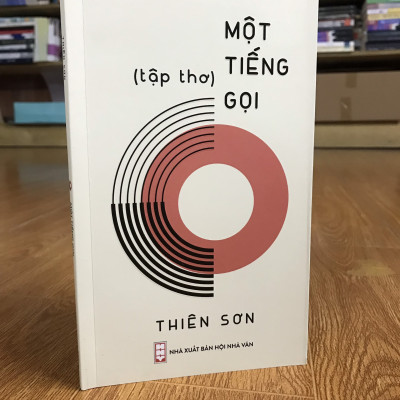 MỘT
(tập thơ) TIẾNG
GỌI
THIÊN SƠN
NHÀ XUẤT BẢN HỘI NHÀ VĂN